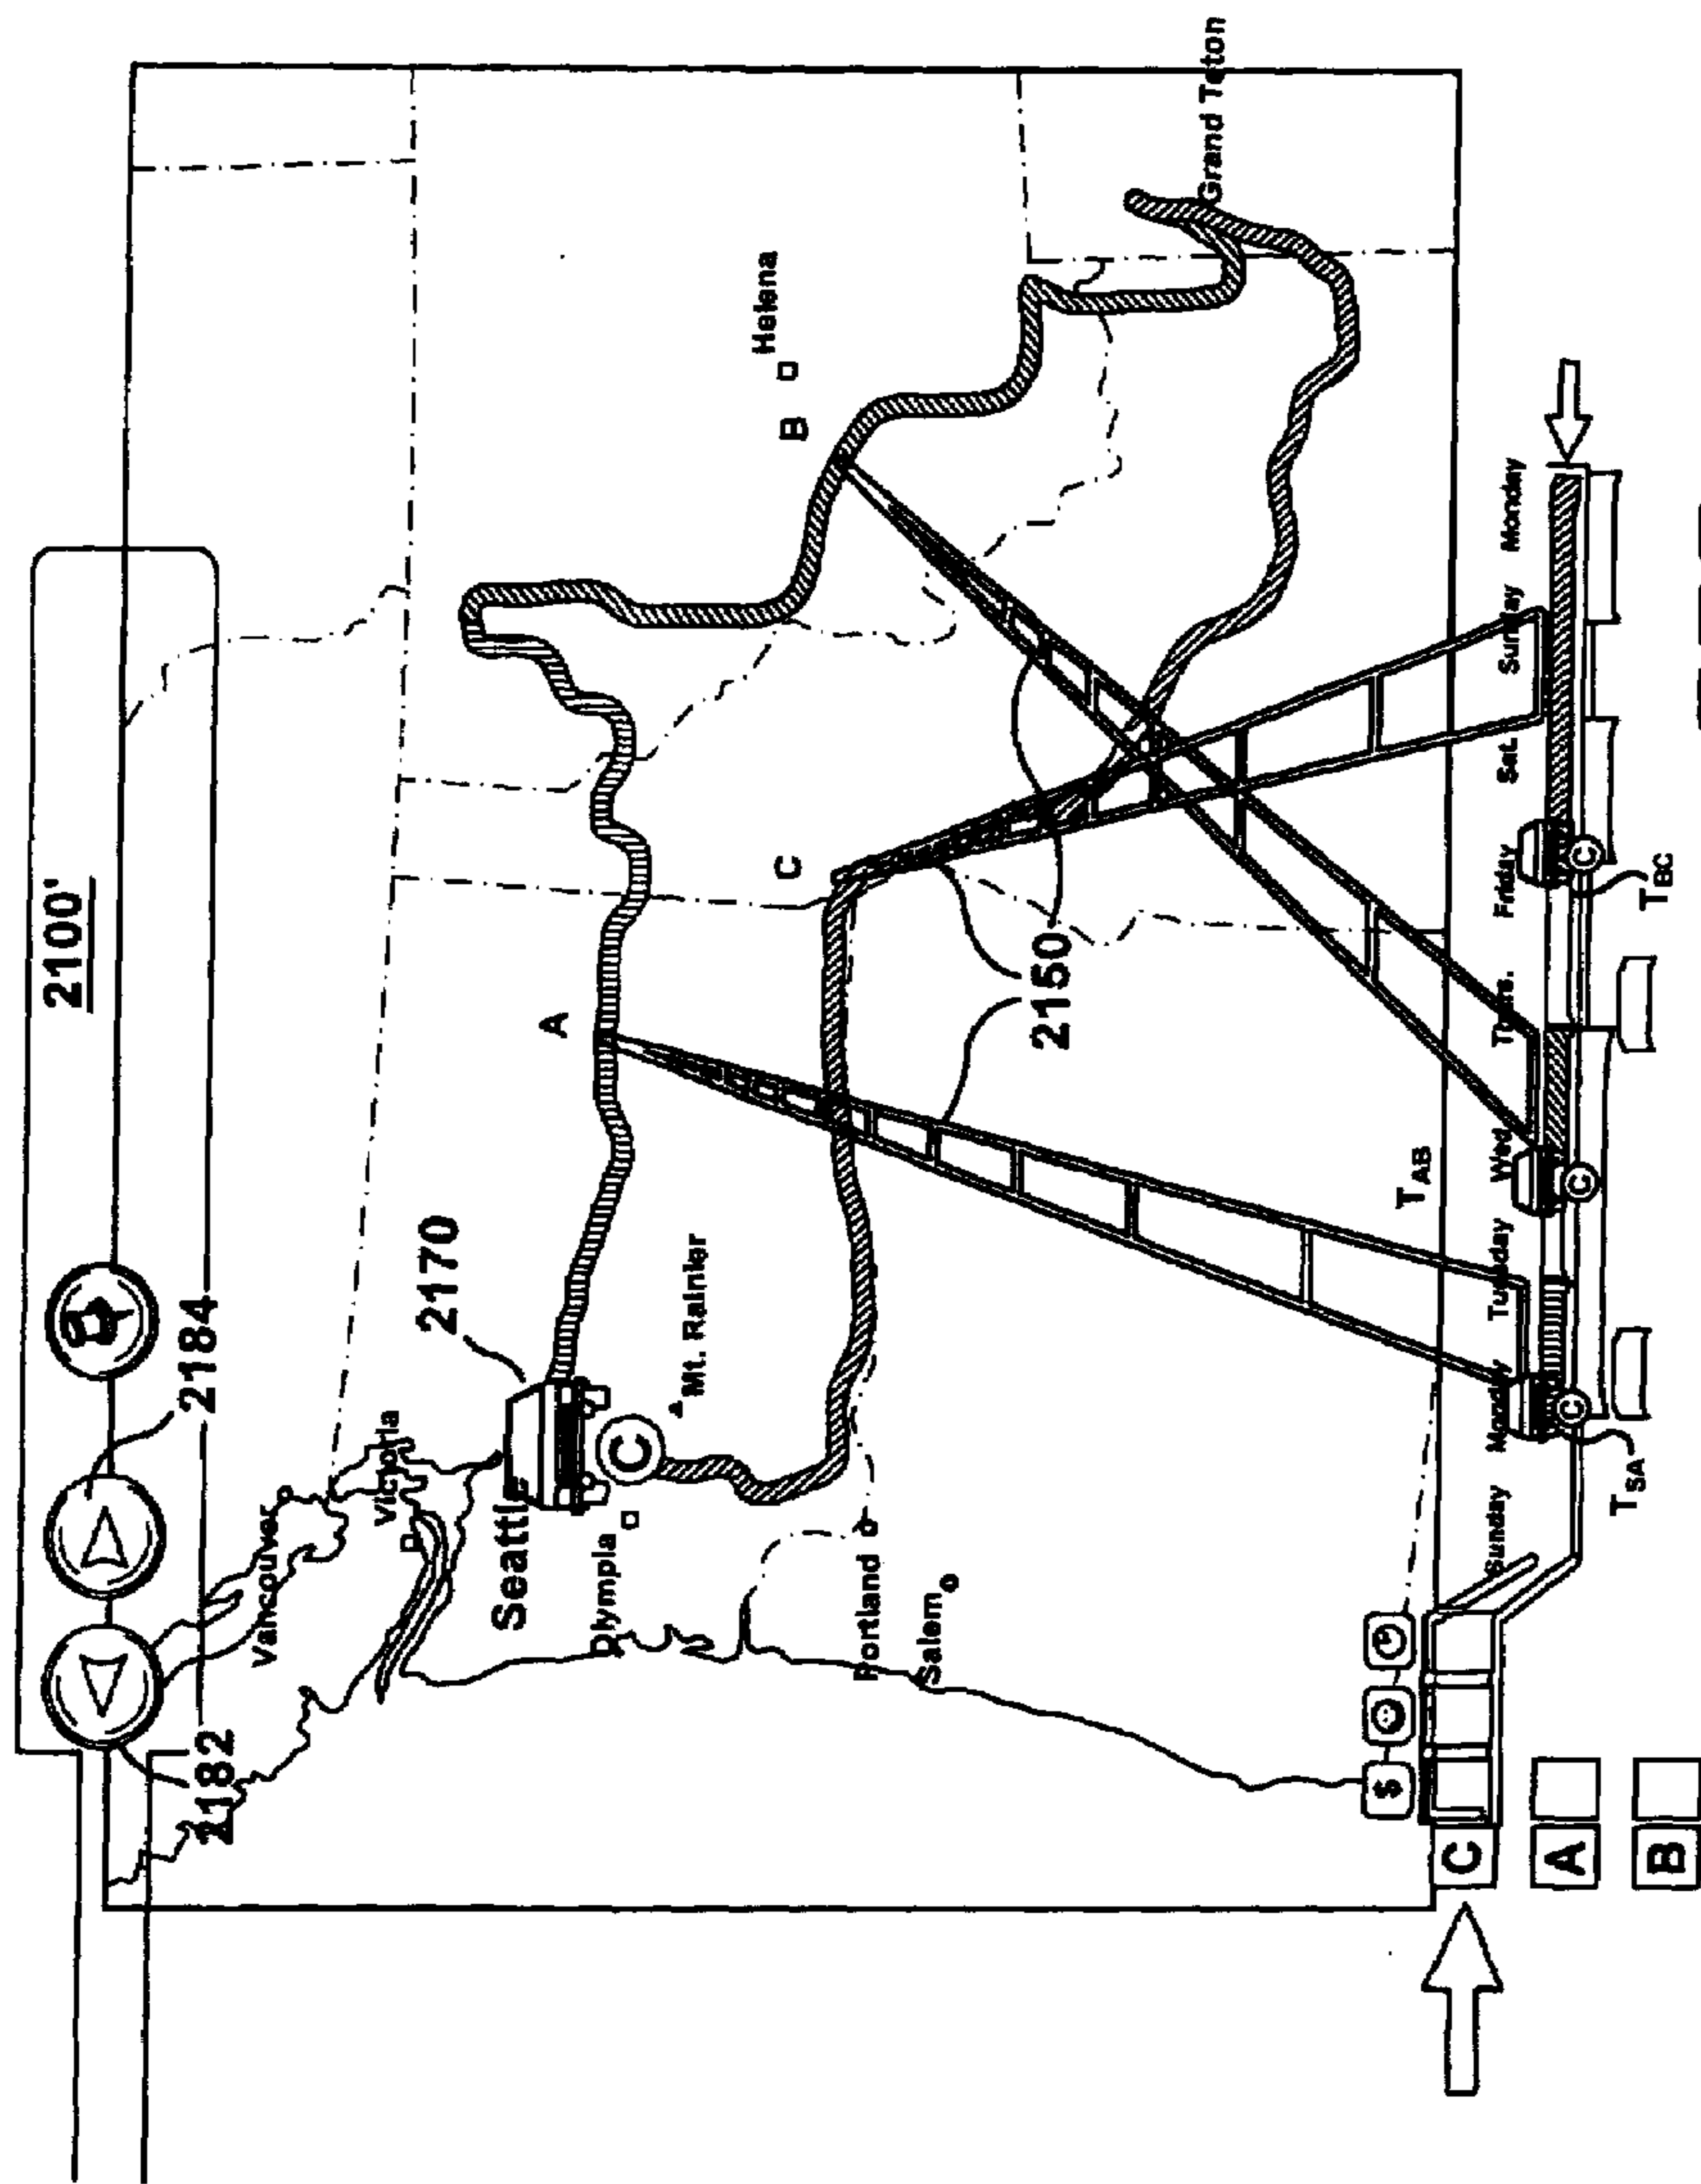 2100'
2184
2182
Vancouver
Victoria
2170
Seattle
C
Olympia
Mt. Rainier
A
C
B
Helena
Portland
Salem
2150
Grand Teton
T_AB
$
C
Sunday Monday Tuesday Wed Thurs. Friday Sat. Sunday Monday
C C C
A
T_SA
T_BC
B